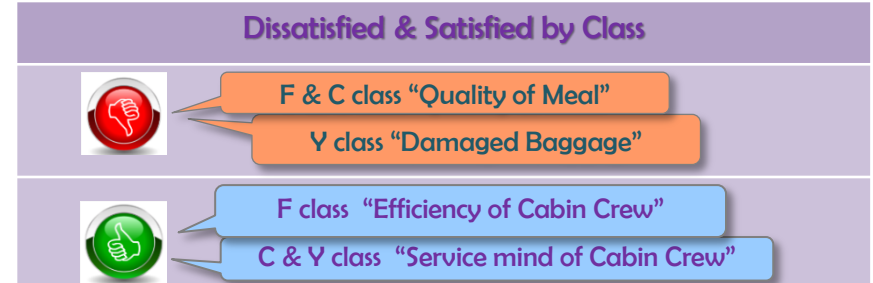 Dissatisfied & Satisfied by Class
F & C class “Quality of Meal”
Y class “Damaged Baggage”
F class “Efficiency of Cabin Crew”
C & Y class “Service mind of Cabin Crew”